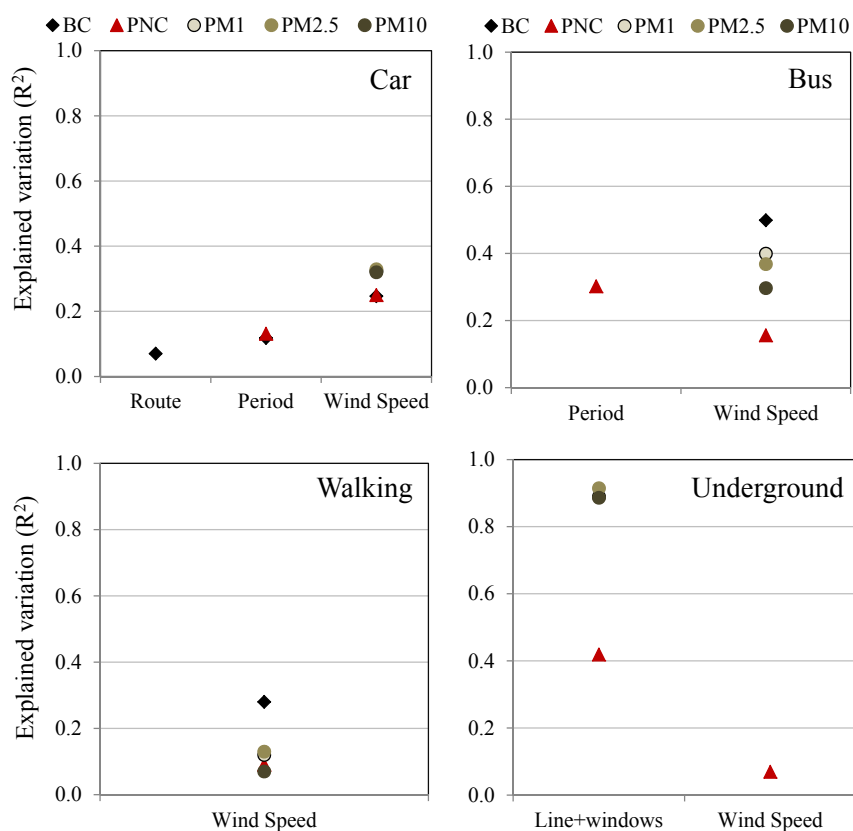 BC PNC PM1 PM2.5 PM10
BC PNC PM1 PM2.5 PM10
Car
Explained variation (R²)
1.0
0.8
0.6
0.4
0.2
0.0
Route Period Wind Speed
Bus
1.0
0.8
0.6
0.4
0.2
0.0
Period Wind Speed
Walking
Explained variation (R²)
1.0
0.8
0.6
0.4
0.2
0.0
Wind Speed
Underground
1.0
0.8
0.6
0.4
0.2
0.0
Line+windows Wind Speed